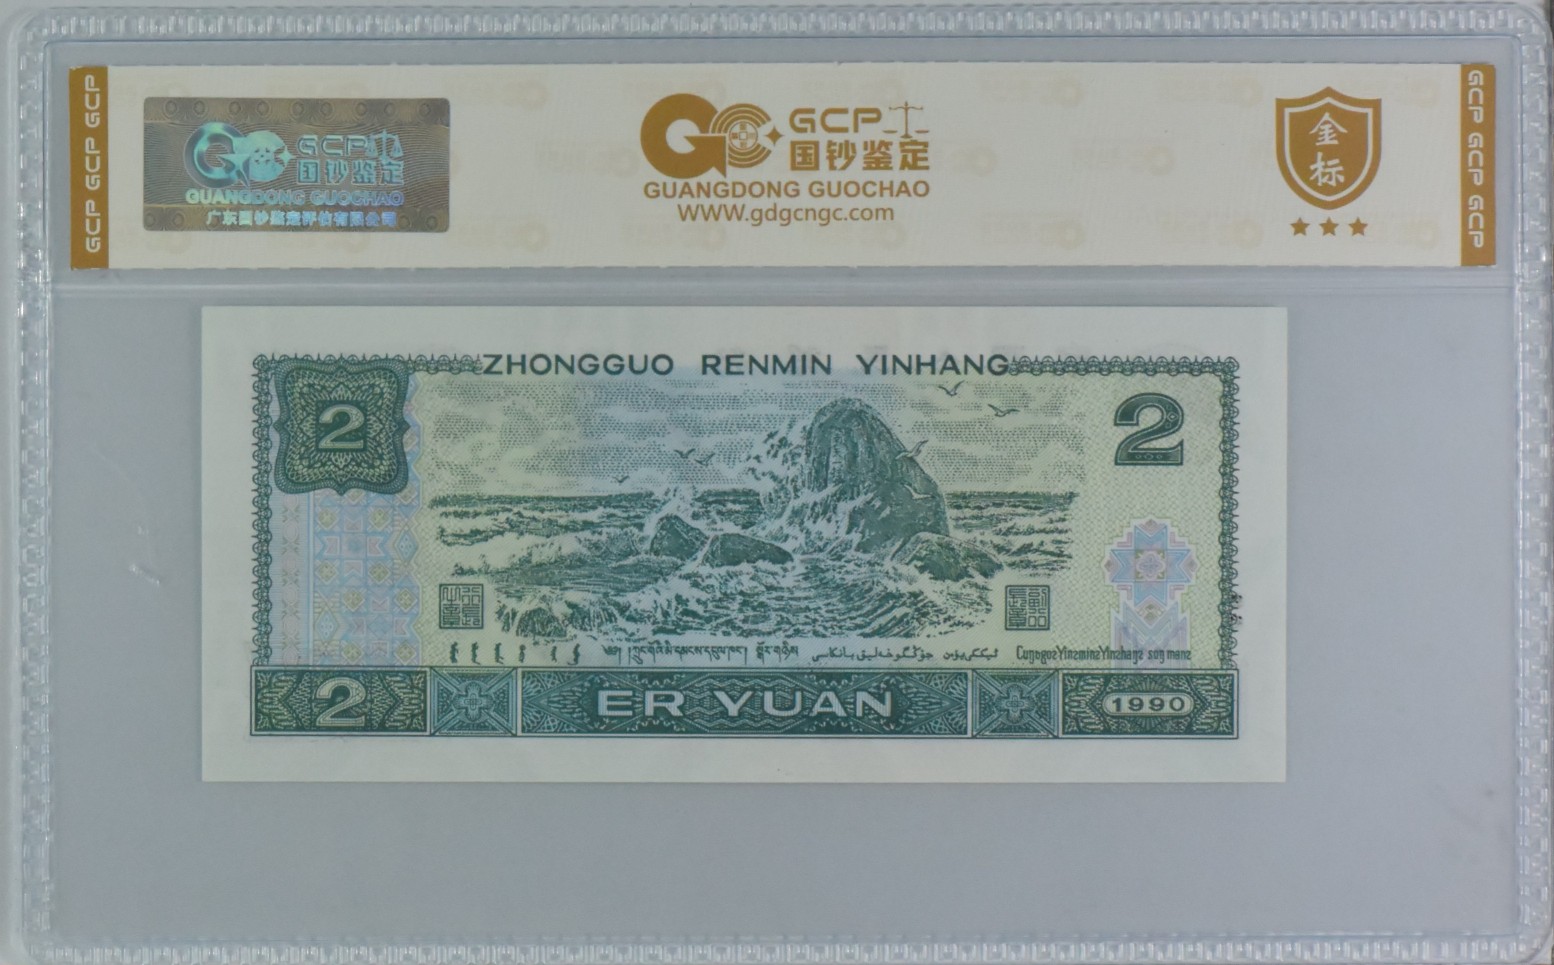 GCP GCP GCP
GCP 国钞鉴定
GUANGDONG GUOCHAO
广东国钞鉴定评估有限公司
GCP
国钞鉴定
GUANGDONG GUOCHAO
WWW.gdgcngc.com
金标
GCP GCP GCP
ZHONGGUO RENMIN YINHANG
2
2
2
ER YUAN
1990